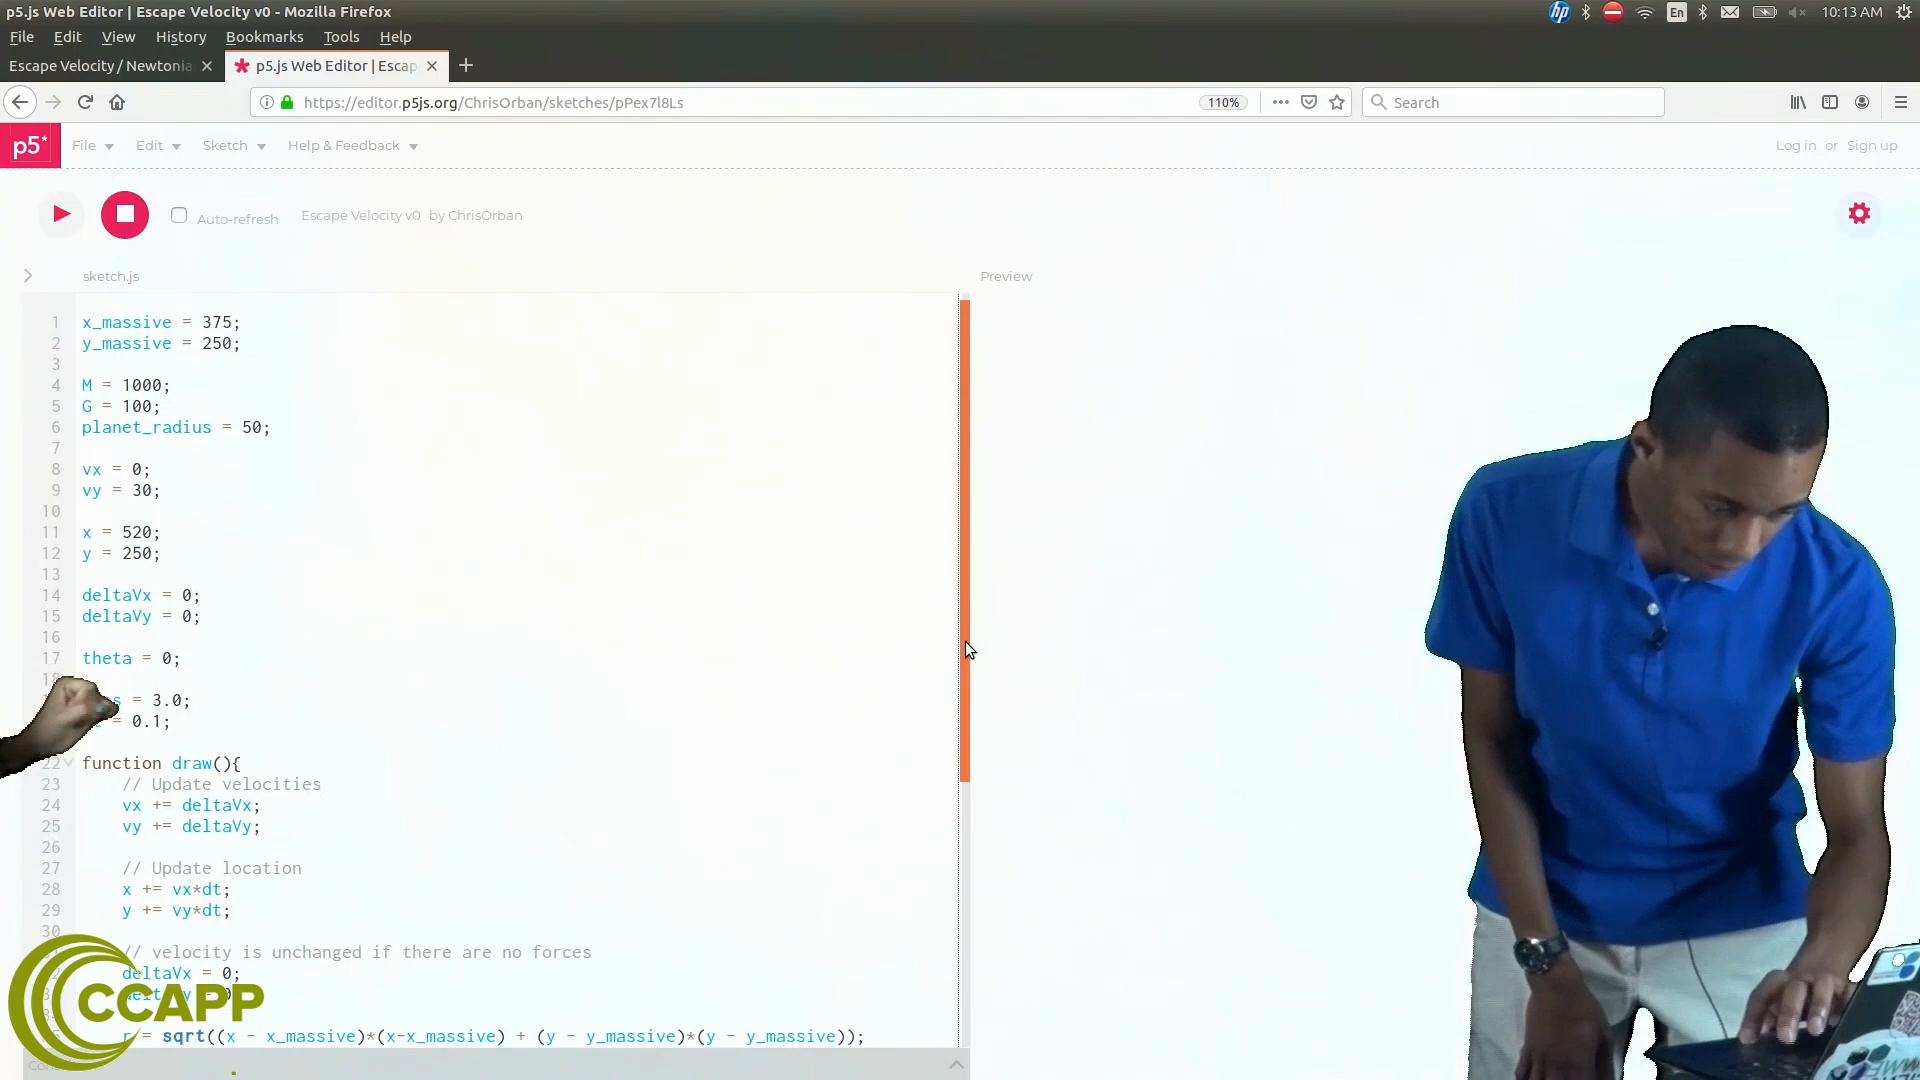 p5.js Web Editor | Escape Velocity v0 - Mozilla Firefox
En
10:13 AM
File Edit View History Bookmarks Tools Help
Escape Velocity / Newtonia
p5.js Web Editor | Escap
https://editor.p5js.org/ChrisOrban/sketches/pPex7l8Ls
110%
Search
p5*
File Edit Sketch Help & Feedback
Log in or Sign up
Auto-refresh
Escape Velocity v0 by ChrisOrban
sketch.js
Preview
1 x_massive = 375;
2 y_massive = 250;
3
4 M = 1000;
5 G = 100;
6 planet_radius = 50;
7
8 vx = 0;
9 vy = 30;
10
11 x = 520;
12 y = 250;
13
14 deltaVx = 0;
15 deltaVy = 0;
16
17 theta = 0;
= 3.0;
= 0.1;
22 function draw(){
23 // Update velocities
24 vx += deltaVx;
25 vy += deltaVy;
26
27 // Update location
28 x += vx*dt;
29 y += vy*dt;
30
// velocity is unchanged if there are no forces
deltaVx = 0;
r = sqrt((x - x_massive)*(x-x_massive) + (y - y_massive)*(y - y_massive));
CCAPP